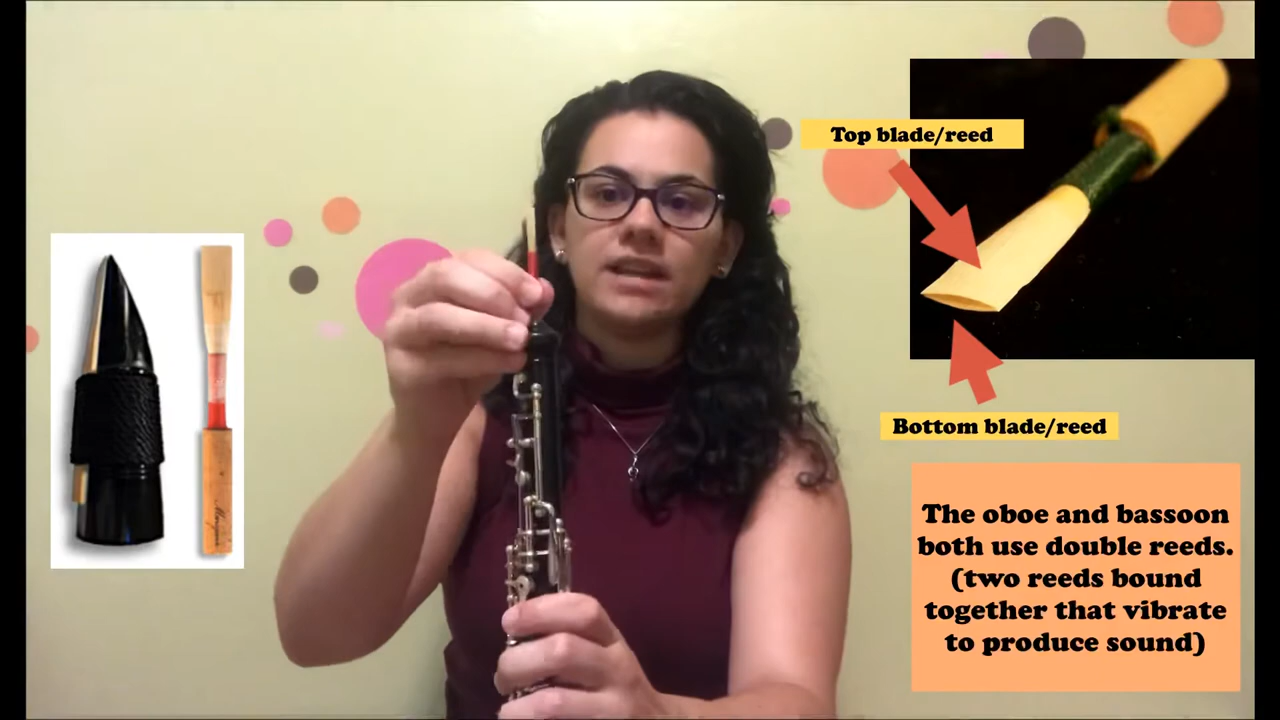 Top blade/reed
Bottom blade/reed
The oboe and bassoon
both use double reeds.
(two reeds bound
together that vibrate
to produce sound)